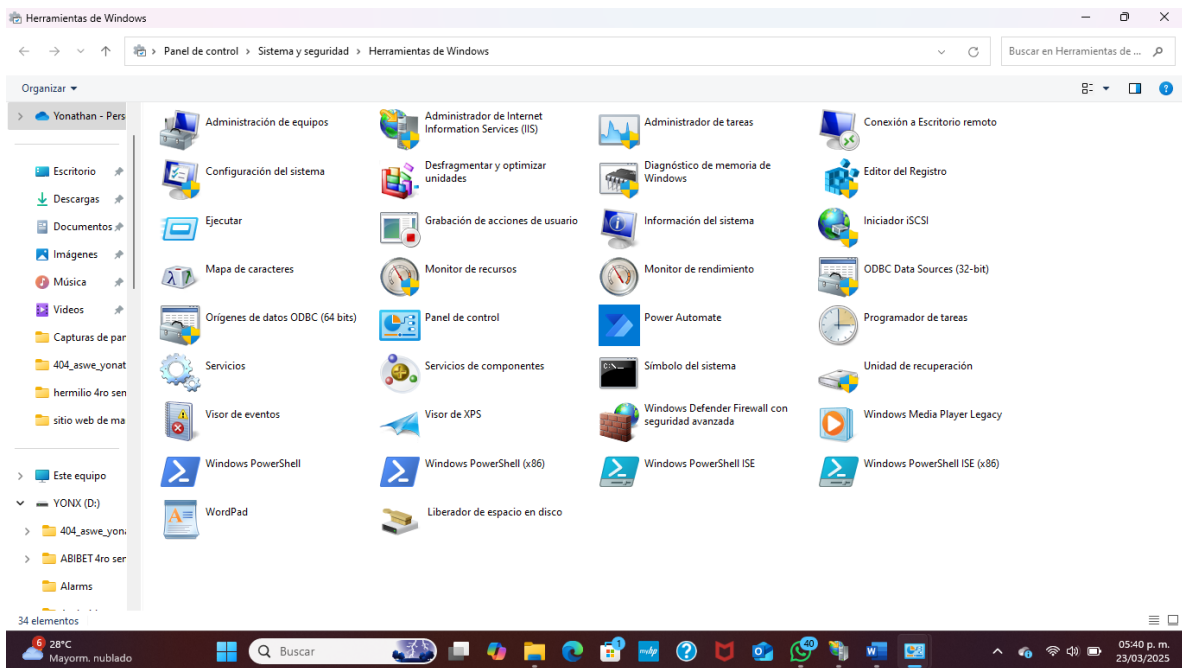 Herramientas de Windows
Panel de control > Sistema y seguridad > Herramientas de Windows
Buscar en Herramientas de ...
Organizar
Yonathan - Pers
Escritorio
Descargas
Documentos
Imágenes
Música
Videos
Capturas de par
404_aswe_yonat
hermilio 4ro sen
sitio web de ma
Este equipo
YONX (D:)
404_aswe_yona
ABIBET 4ro ser
Alarms
Administración de equipos
Administrador de Internet
Information Services (IIS)
Administrador de tareas
Conexión a Escritorio remoto
Configuración del sistema
Desfragmentar y optimizar
unidades
Diagnóstico de memoria de
Windows
Editor del Registro
Ejecutar
Grabación de acciones de usuario
Información del sistema
Iniciador iSCSI
Mapa de caracteres
Monitor de recursos
Monitor de rendimiento
ODBC Data Sources (32-bit)
Orígenes de datos ODBC (64 bits)
Panel de control
Power Automate
Programador de tareas
Servicios
Servicios de componentes
Símbolo del sistema
Unidad de recuperación
Visor de eventos
Visor de XPS
Windows Defender Firewall con
seguridad avanzada
Windows Media Player Legacy
Windows PowerShell
Windows PowerShell (x86)
Windows PowerShell ISE
Windows PowerShell ISE (x86)
WordPad
Liberador de espacio en disco
34 elementos
6
28°C
Mayorm. nublado
Buscar
1
40
05:40 p. m.
23/03/2025